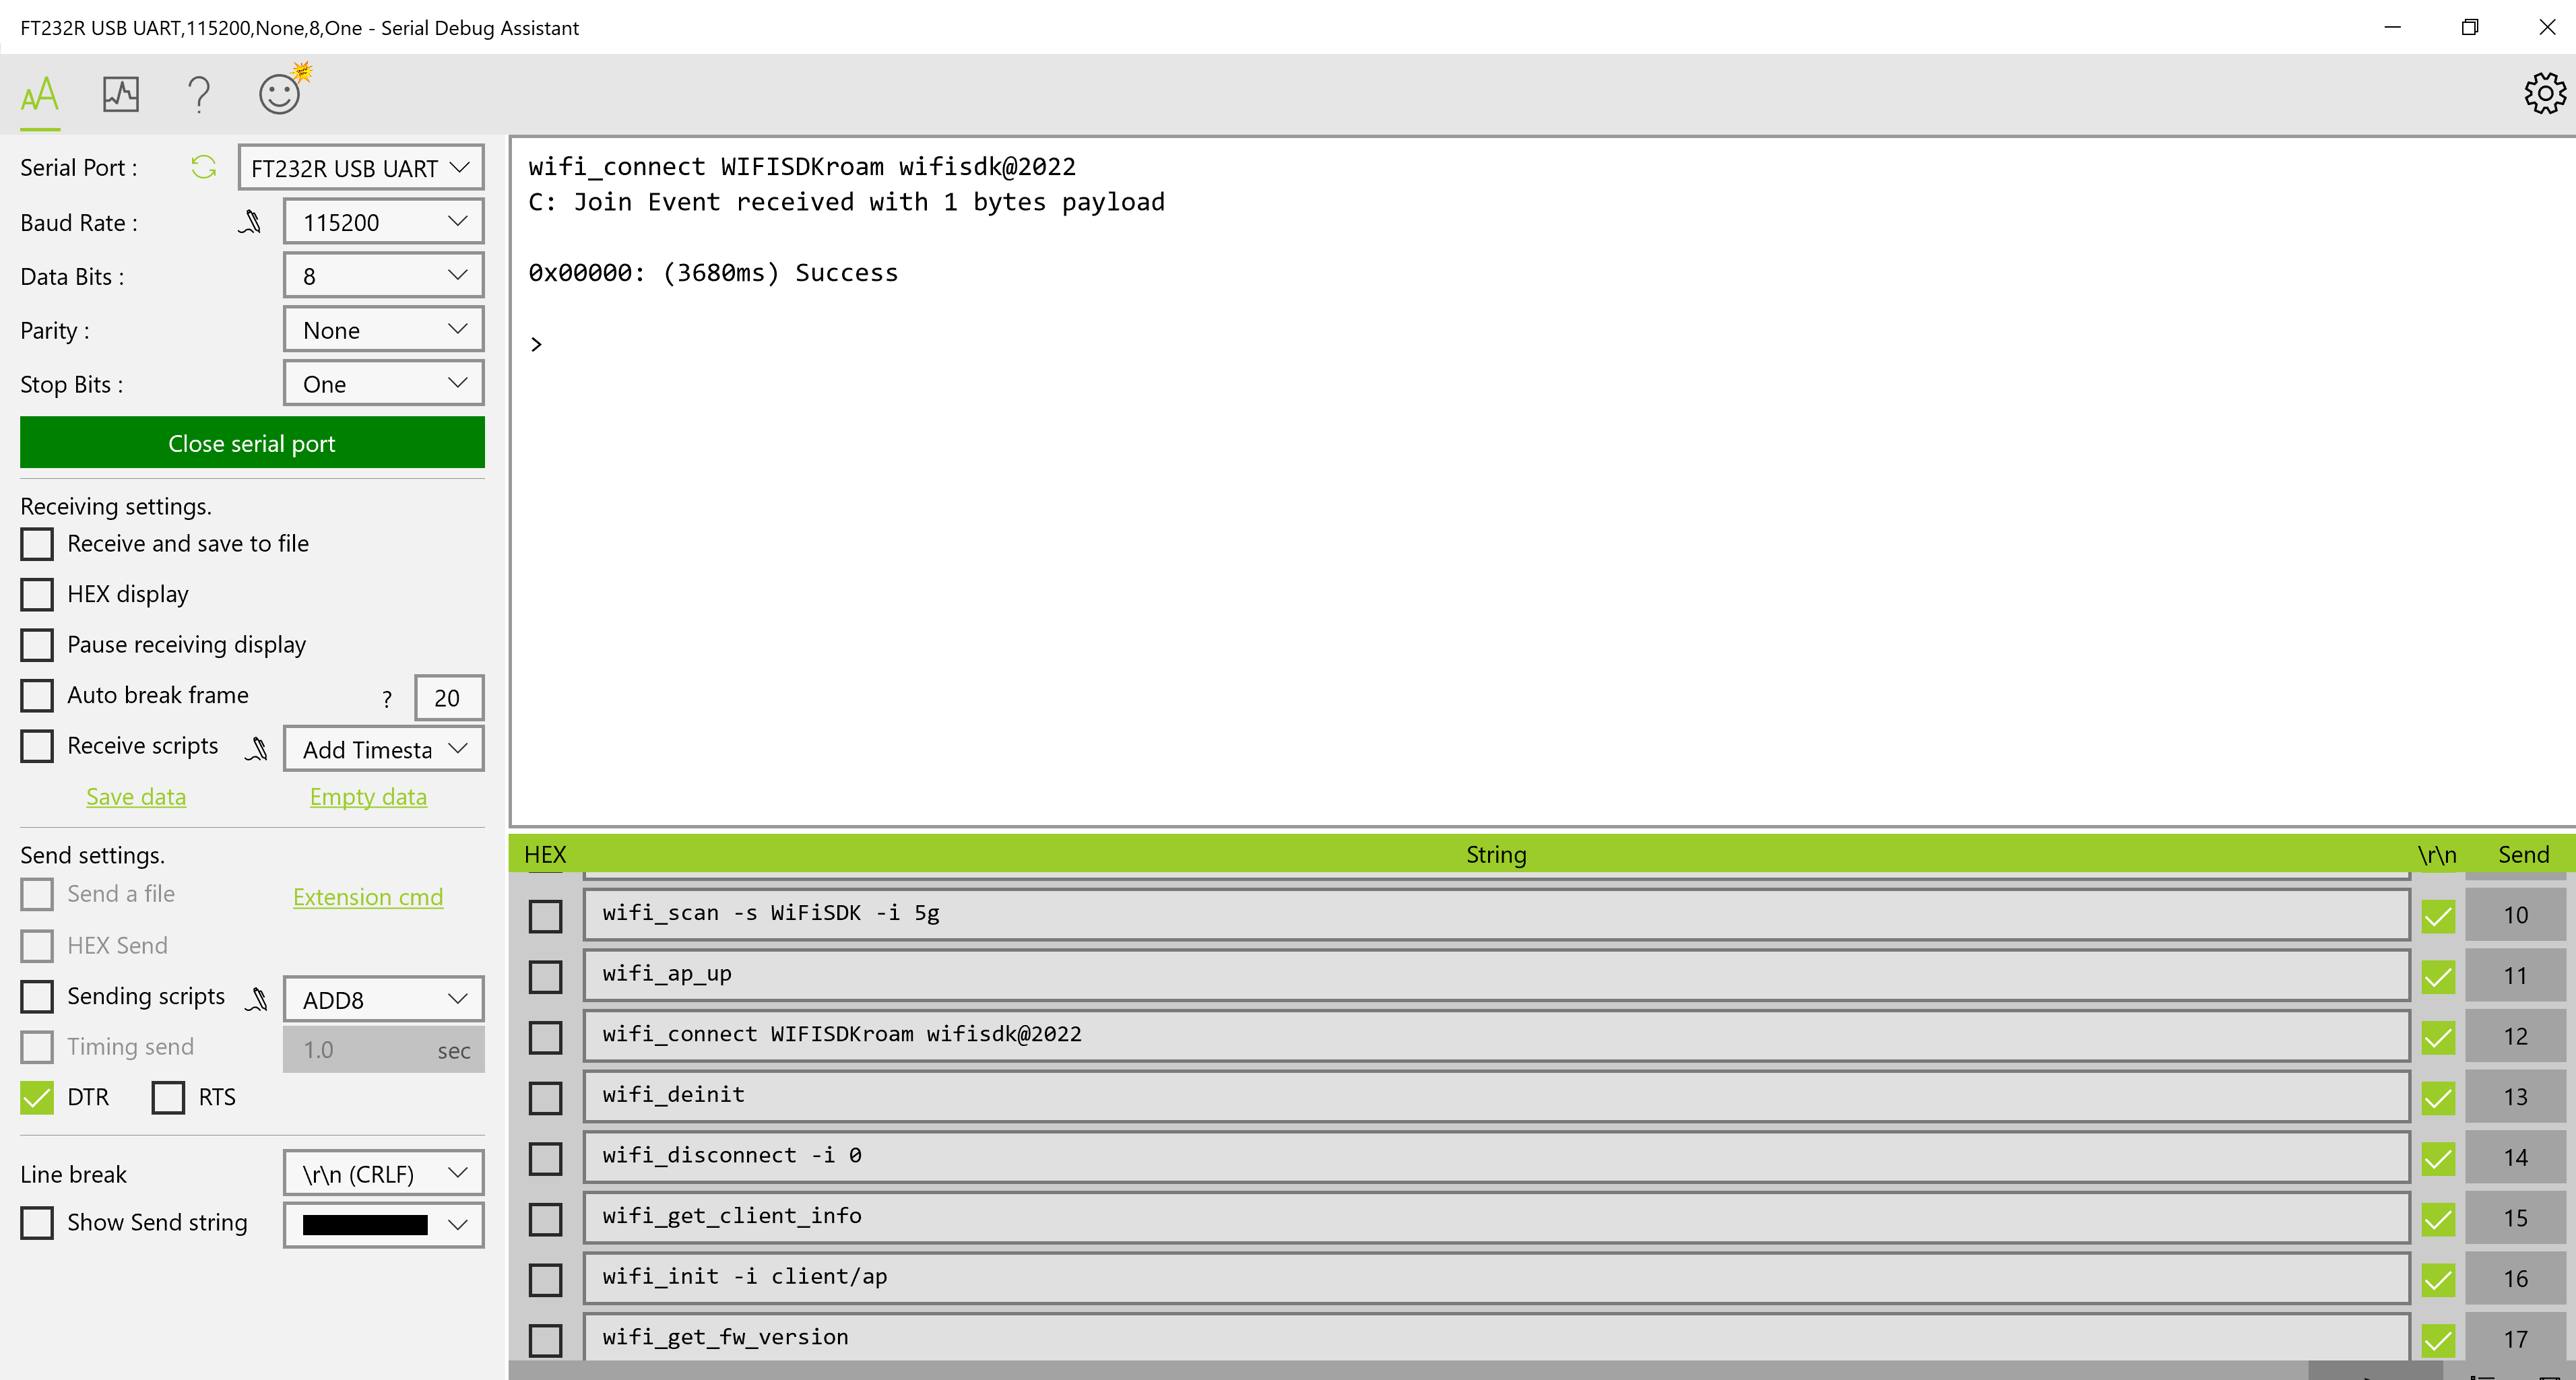 FT232R USB UART,115200,None,8,One - Serial Debug Assistant
Serial Port :
FT232R USB UART
Baud Rate :
115200
Data Bits :
8
Parity :
None
Stop Bits :
One
Close serial port
Receiving settings.
Receive and save to file
HEX display
Pause receiving display
Auto break frame ? 20
Receive scripts
Add Timesta
Save data
Empty data
Send settings.
Send a file
Extension cmd
HEX Send
Sending scripts
ADD8
Timing send
1.0 sec
DTR
RTS
Line break
\r\n (CRLF)
Show Send string
wifi_connect WIFISDKroam wifisdk@2022
C: Join Event received with 1 bytes payload
0x00000: (3680ms) Success
>
HEX String \r\n Send
wifi_scan -s WiFiSDK -i 5g 10
wifi_ap_up 11
wifi_connect WIFISDKroam wifisdk@2022 12
wifi_deinit 13
wifi_disconnect -i 0 14
wifi_get_client_info 15
wifi_init -i client/ap 16
wifi_get_fw_version 17